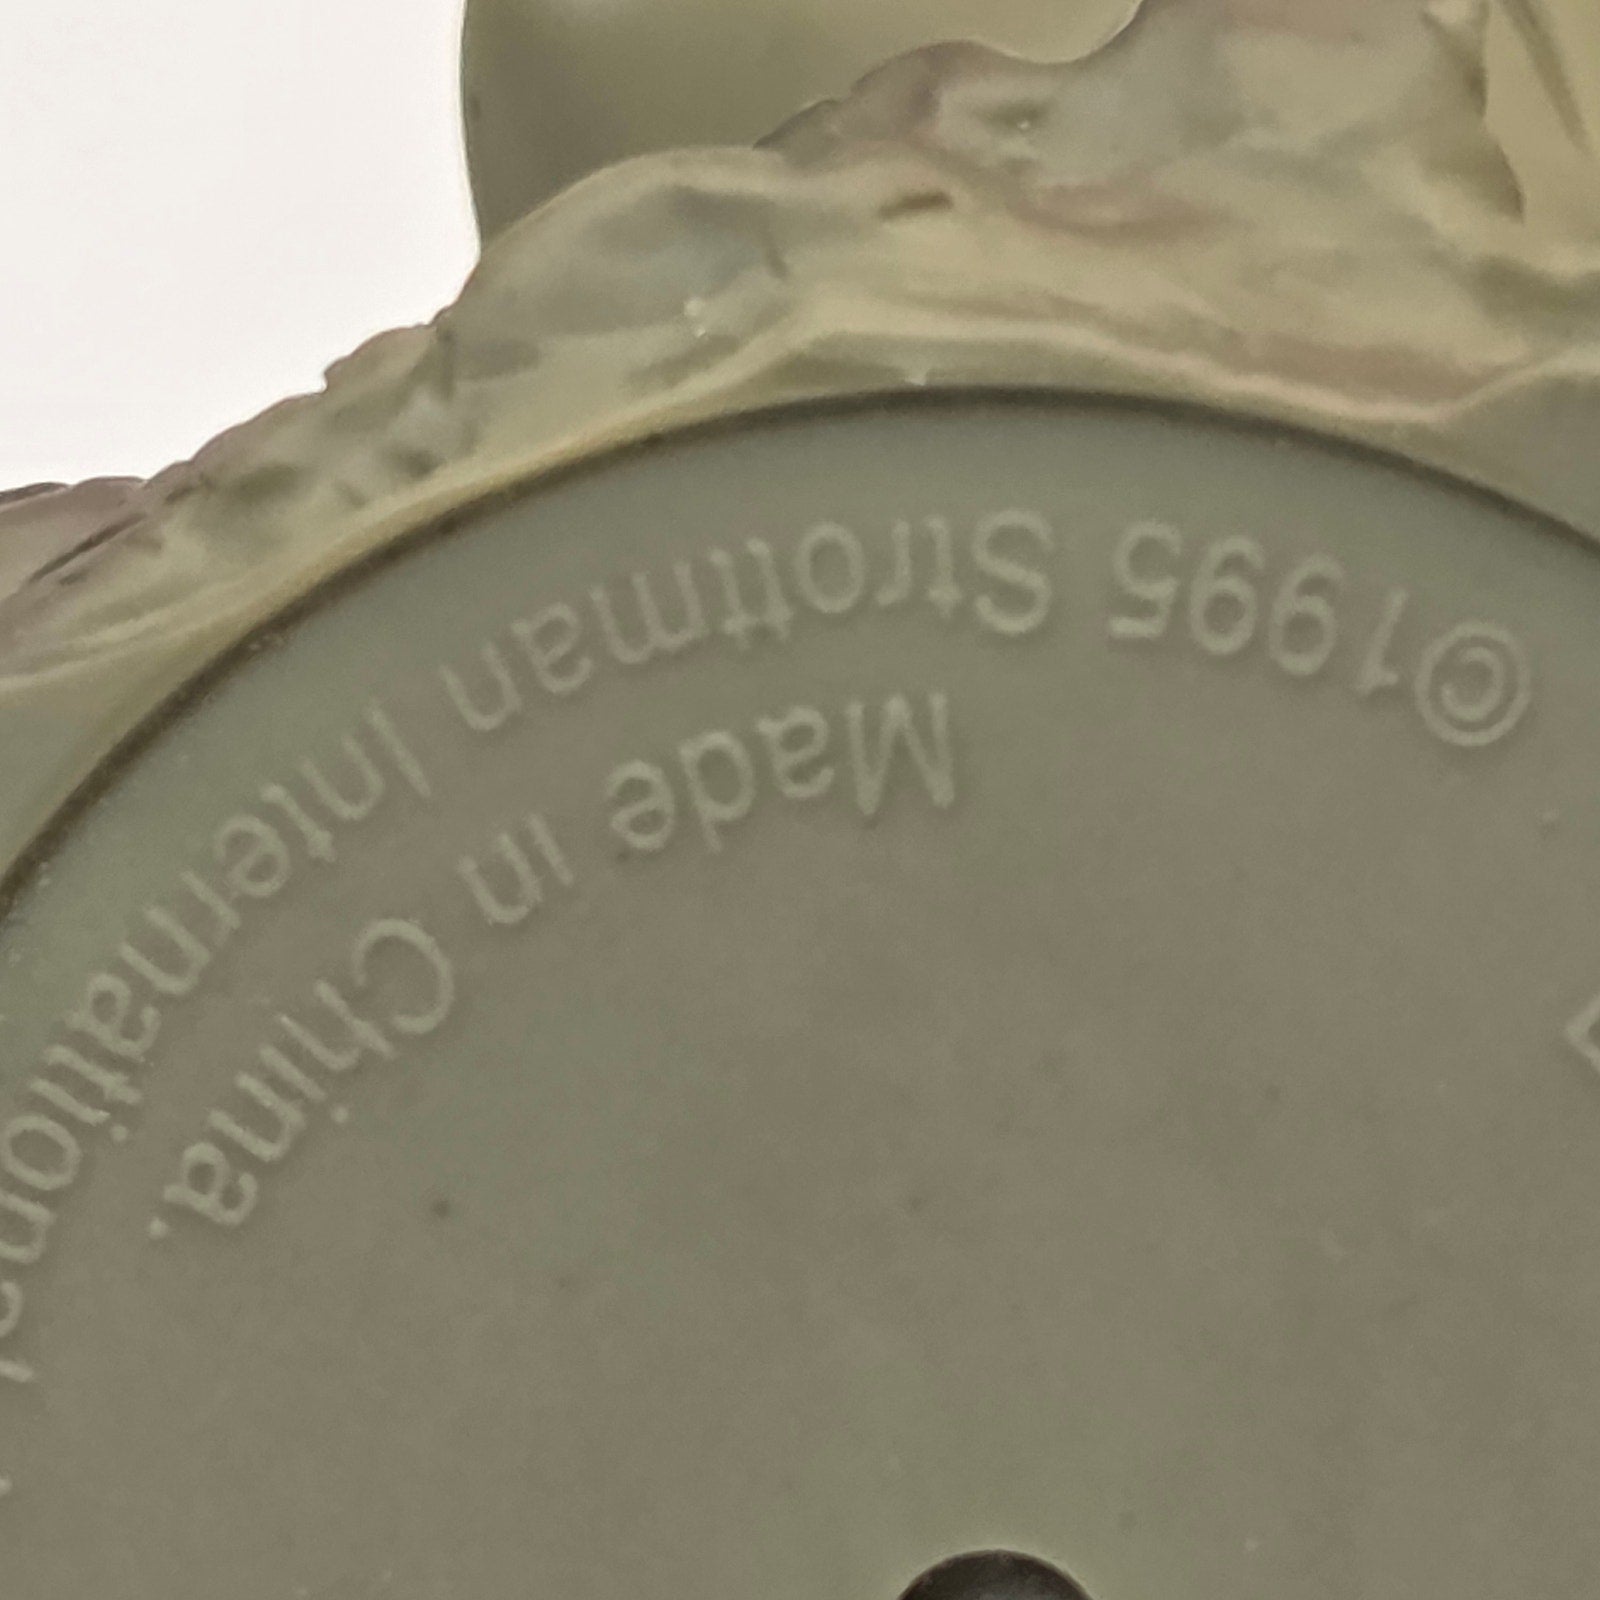 ©1995 Strottman International
Made in China.